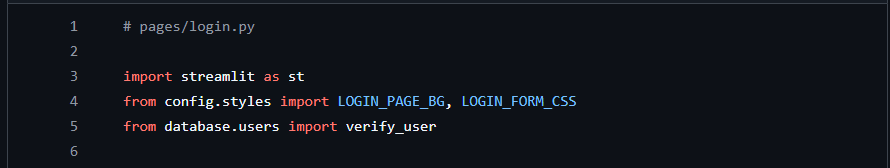 1 # pages/login.py
2
3 import streamlit as st
4 from config.styles import LOGIN_PAGE_BG, LOGIN_FORM_CSS
5 from database.users import verify_user
6